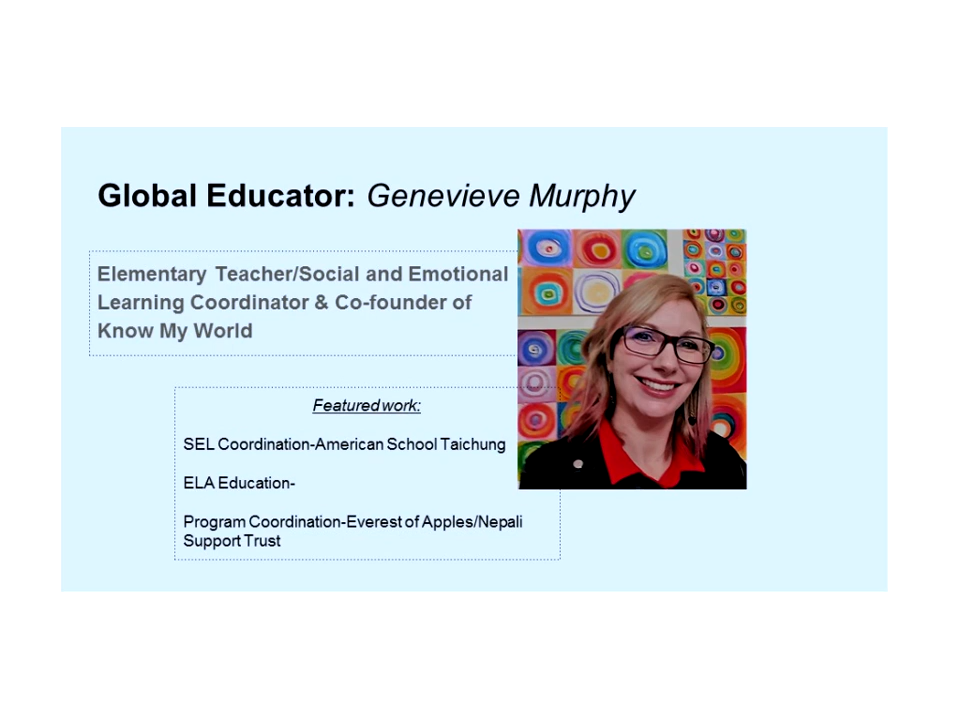 Global Educator: Genevieve Murphy
Elementary Teacher/Social and Emotional
Learning Coordinator & Co-founder of
Know My World
Featured work:
SEL Coordination-American School Taichung
ELA Education-
Program Coordination-Everest of Apples/Nepali
Support Trust